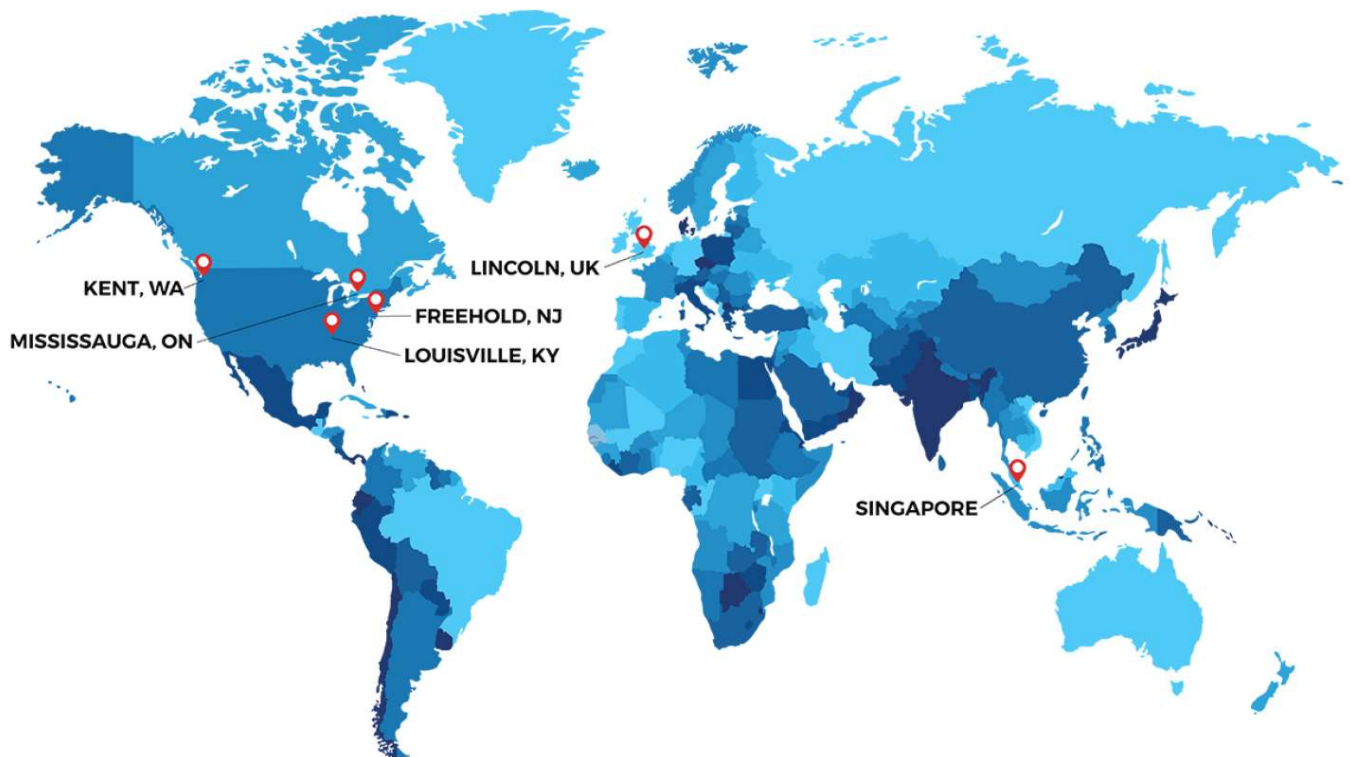 LINCOLN, UK
KENT, WA
FREEHOLD, NJ
MISSISSAUGA, ON
LOUISVILLE, KY
SINGAPORE